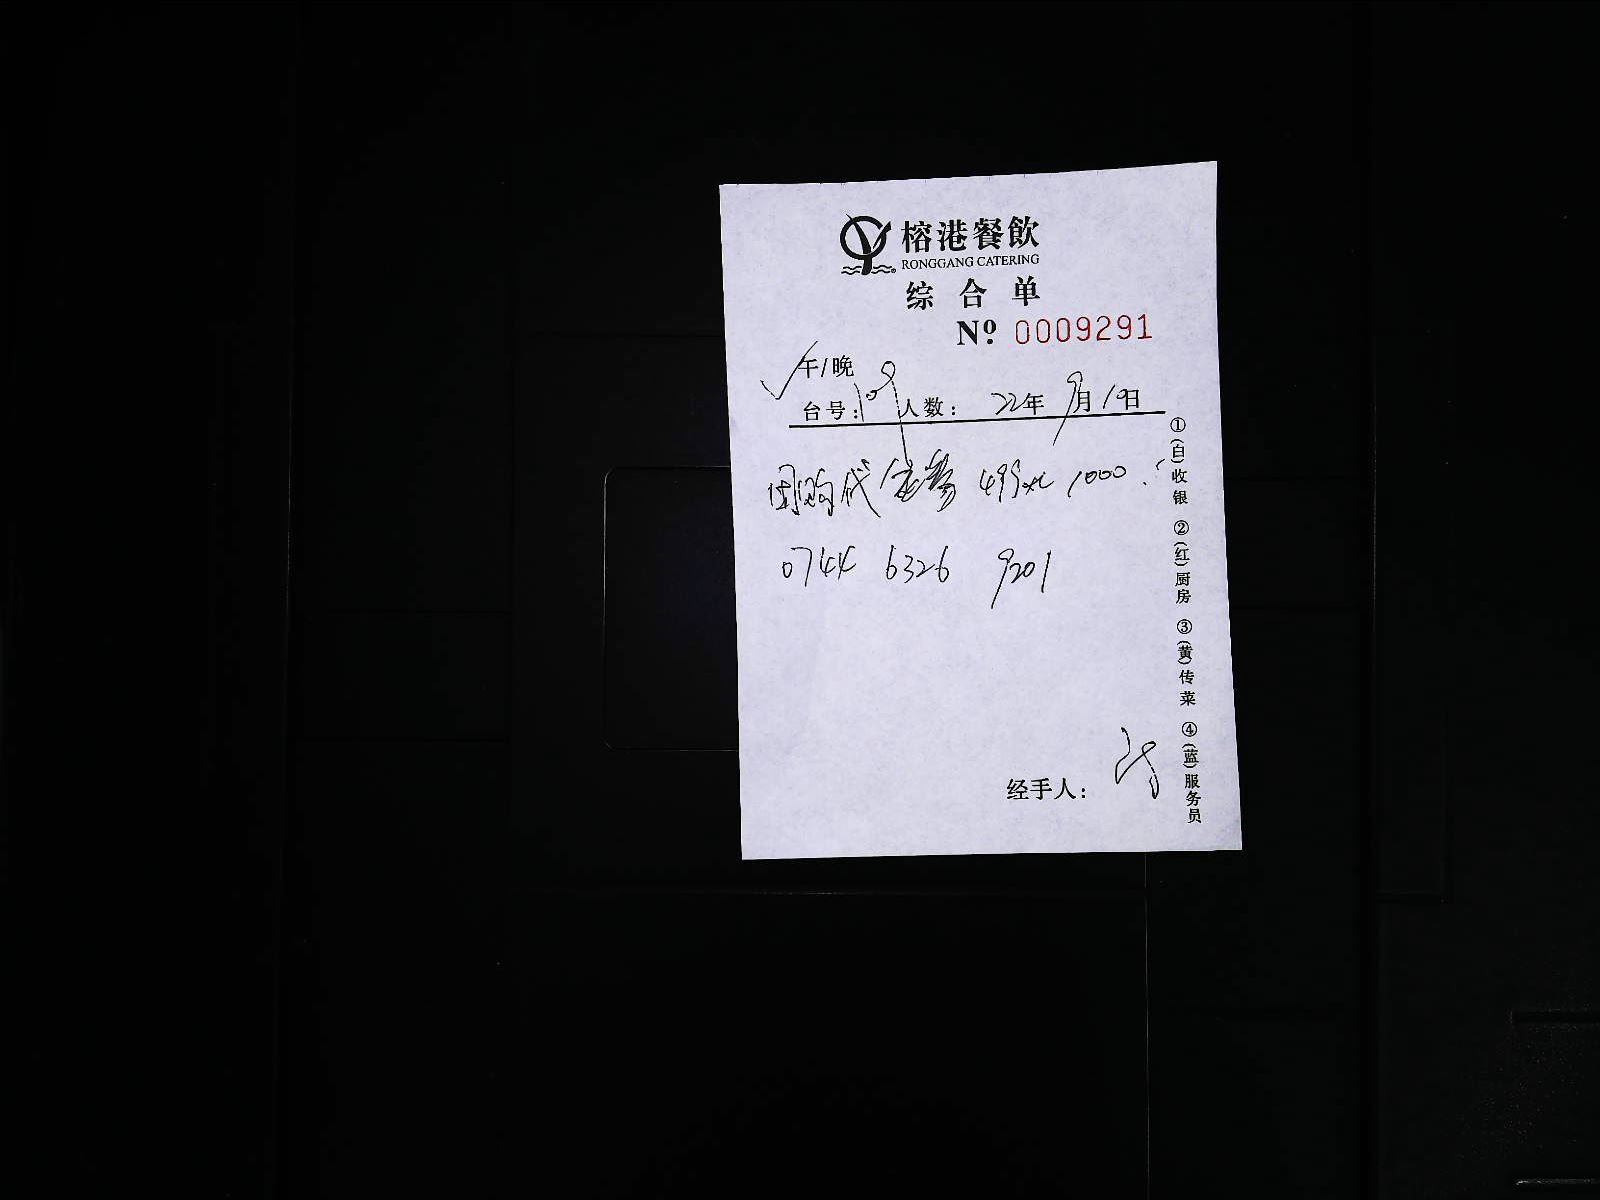 榕港餐飲
RONGGANG CATERING
综合单
Nº 0009291
午/晚
台号: 109 人数: 22年 9月19日
团购代金券 499x2 1000
0744 6326 9201
经手人:
①(白)收银 ②(红)厨房 ③(黄)传菜 ④(蓝)服务员